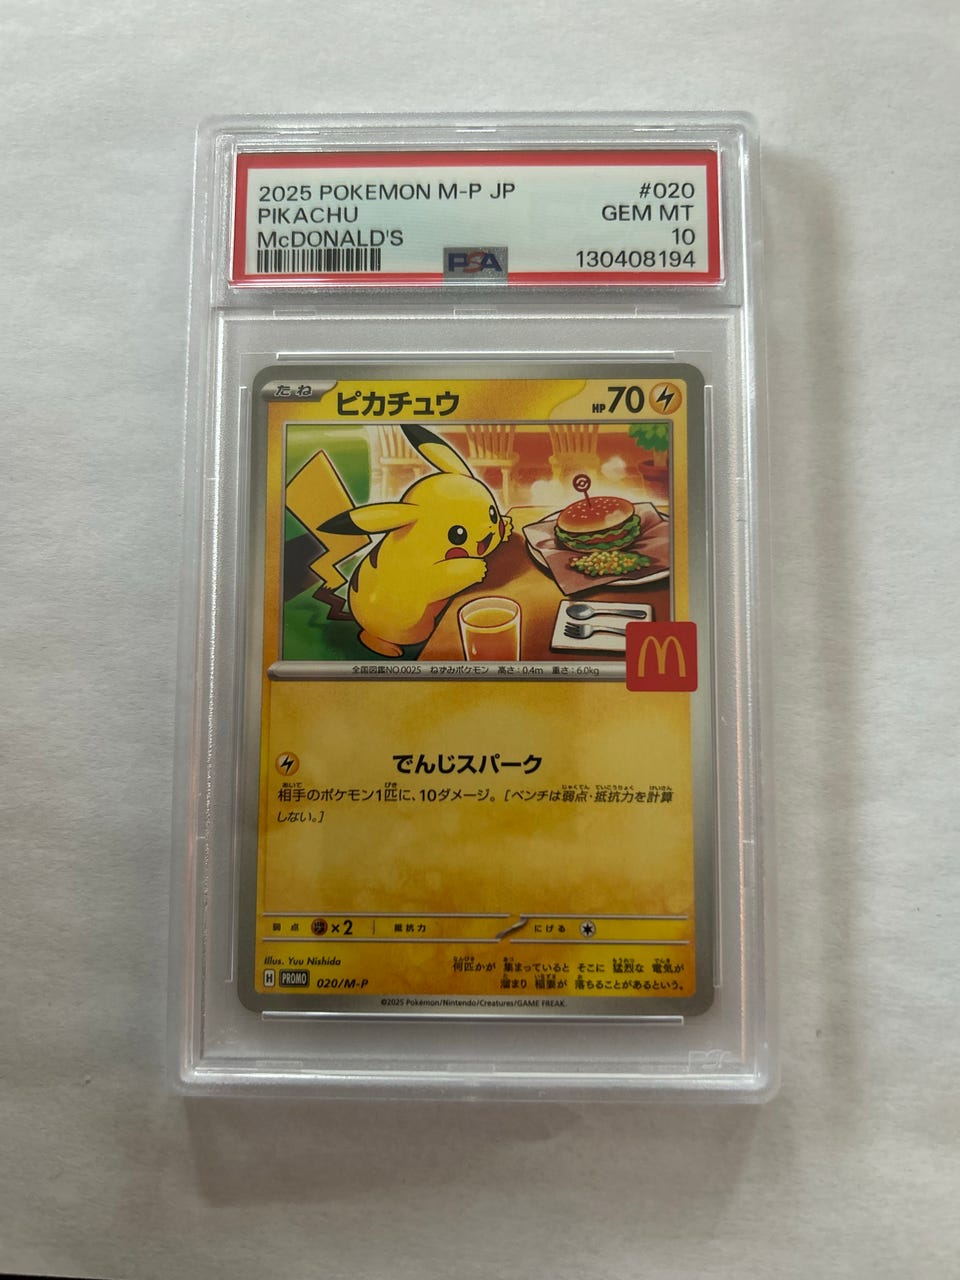 2025 POKEMON M-P JP
#020
PIKACHU
GEM MT
McDONALD'S
10
PSA
130408194
たね
ピカチュウ
HP70
全国図鑑NO.0025 ねずみポケモン 高さ:0.4m 重さ:6.0kg
でんじスパーク
相手のポケモン1匹に、10ダメージ。[ベンチは弱点・抵抗力を計算
しない。]
弱点 ×2 抵抗力 にげる
Illus. Yuu Nishida
何匹かが 集まっていると そこに 猛烈な 電気が
溜まり 稲妻が 落ちることがあるという。
H PROMO 020/M-P
©2025 Pokémon/Nintendo/Creatures/GAME FREAK.